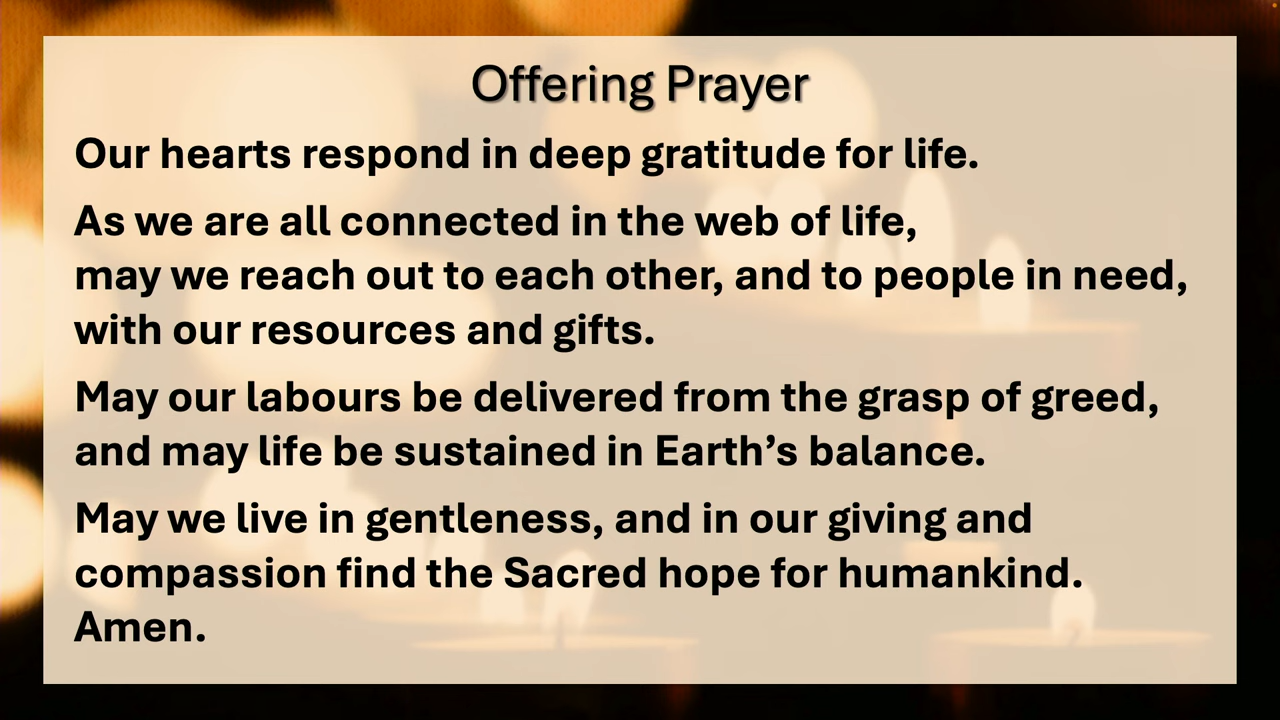 Offering Prayer
Our hearts respond in deep gratitude for life.
As we are all connected in the web of life,
may we reach out to each other, and to people in need,
with our resources and gifts.
May our labours be delivered from the grasp of greed,
and may life be sustained in Earth’s balance.
May we live in gentleness, and in our giving and
compassion find the Sacred hope for humankind.
Amen.